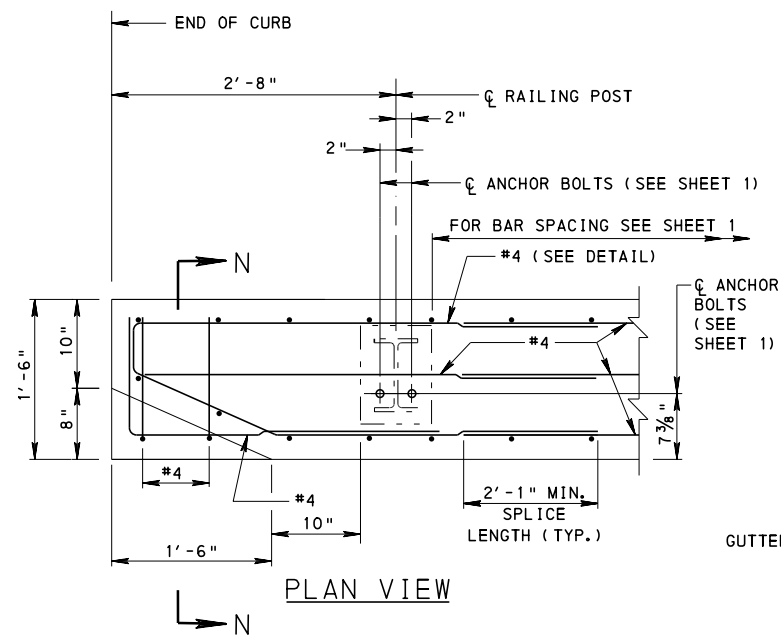 END OF CURB
2'-8"
℄ RAILING POST
2"
2"
℄ ANCHOR BOLTS (SEE SHEET 1)
FOR BAR SPACING SEE SHEET 1
N
#4 (SEE DETAIL)
℄ ANCHOR
BOLTS
(SEE
SHEET 1)
1'-6"
10"
8"
#4
7 3/8"
#4
#4
10"
2'-1" MIN.
SPLICE
LENGTH (TYP.)
1'-6"
GUTTE
PLAN VIEW
N